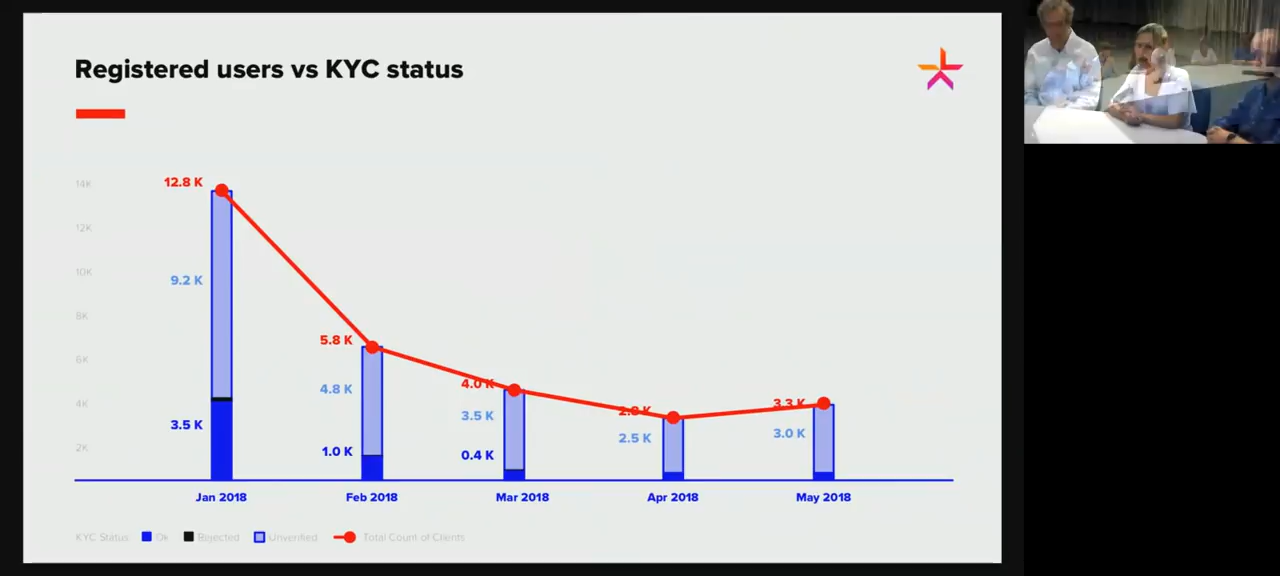 Registered users vs KYC status
14K
12K
10K
8K
6K
4K
2K
12.8 K
9.2 K
3.5 K
5.8 K
4.8 K
1.0 K
4.0 K
3.5 K
0.4 K
2.8 K
2.5 K
3.3 K
3.0 K
Jan 2018 Feb 2018 Mar 2018 Apr 2018 May 2018
KYC Status Ok Rejected Unverified Total Count of Clients